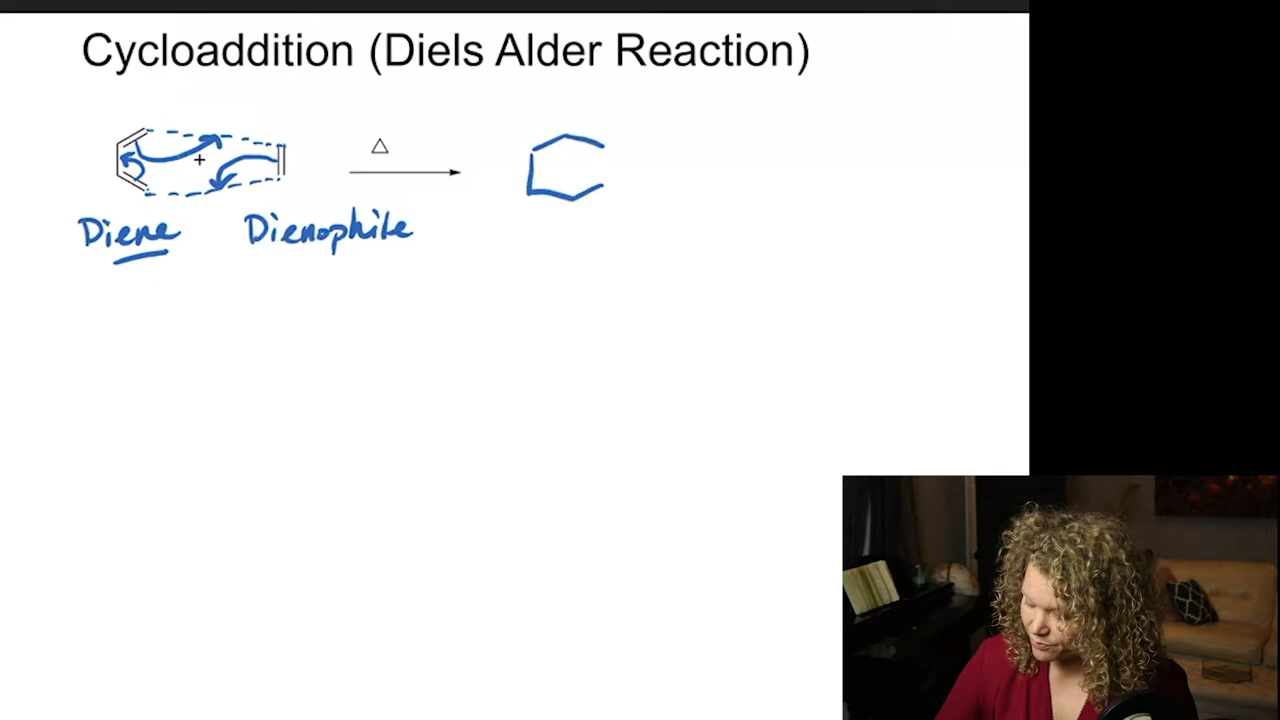 Cycloaddition (Diels Alder Reaction)
+ △
Diene Dienophile